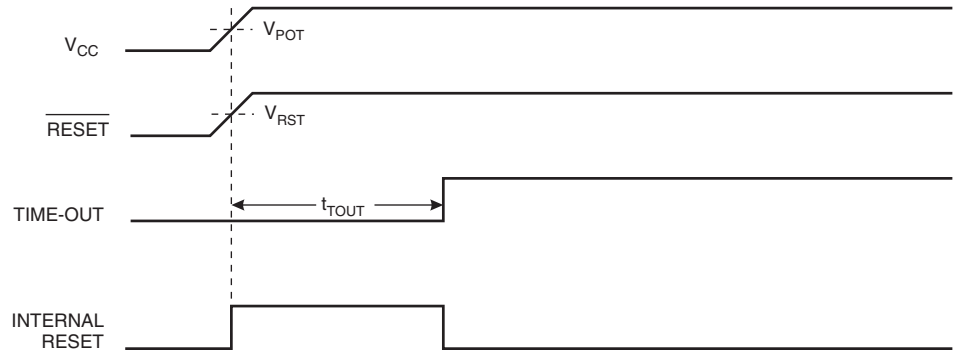 V_CC
V_POT
RESET
V_RST
TIME-OUT
t_TOUT
INTERNAL
RESET